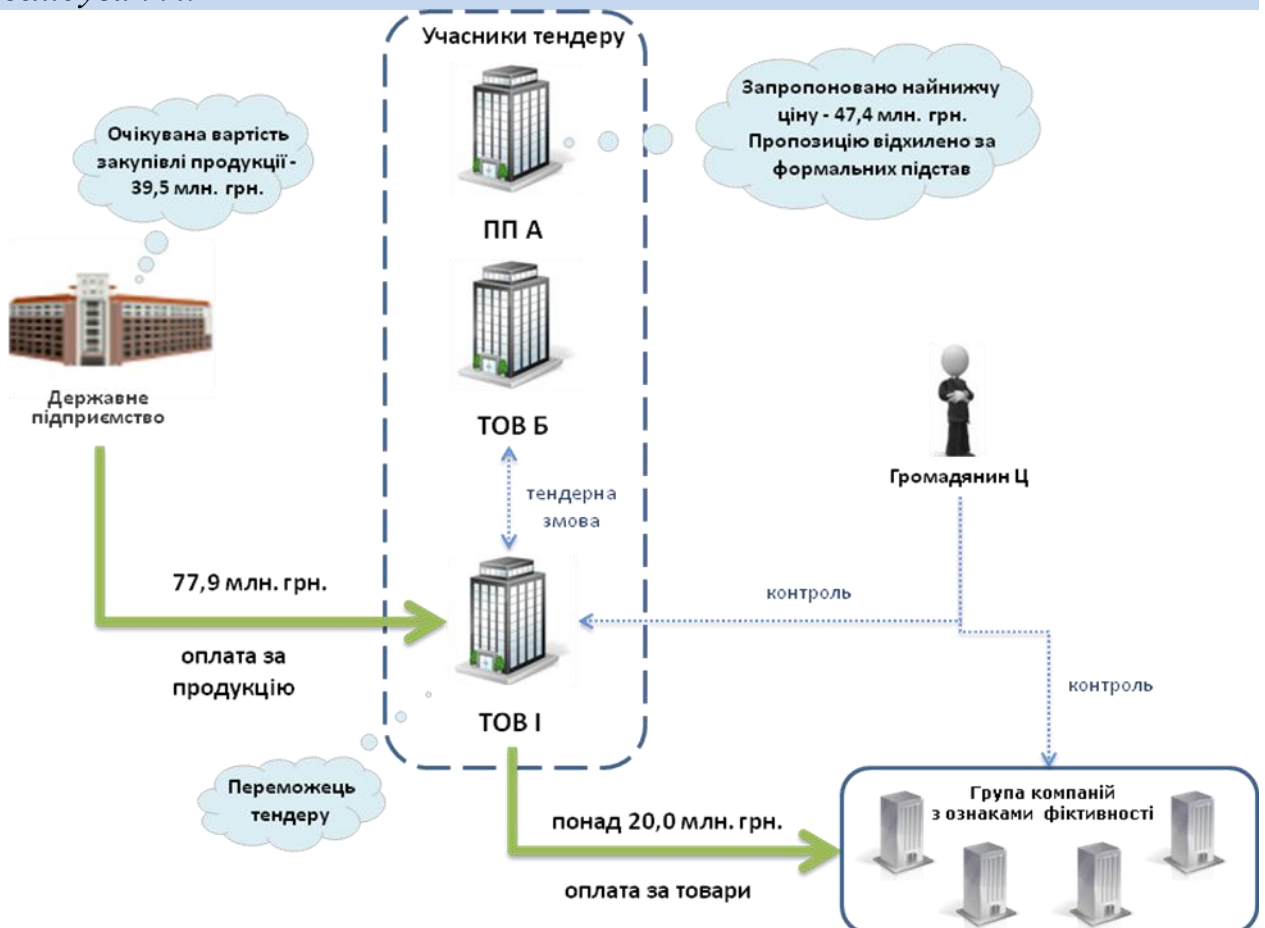 Учасники тендеру
Запропоновано найнижчу
ціну - 47,4 млн. грн.
Пропозицію відхилено за
формальних підстав
Очікувана вартість
закупівлі продукції -
39,5 млн. грн.
ПП А
Державне
підприємство
ТОВ Б
Громадянин Ц
тендерна
змова
77,9 млн. грн.
контроль
оплата за
продукцію
контроль
ТОВ І
Переможець
тендеру
Група компаній
з ознаками фіктивності
понад 20,0 млн. грн.
оплата за товари